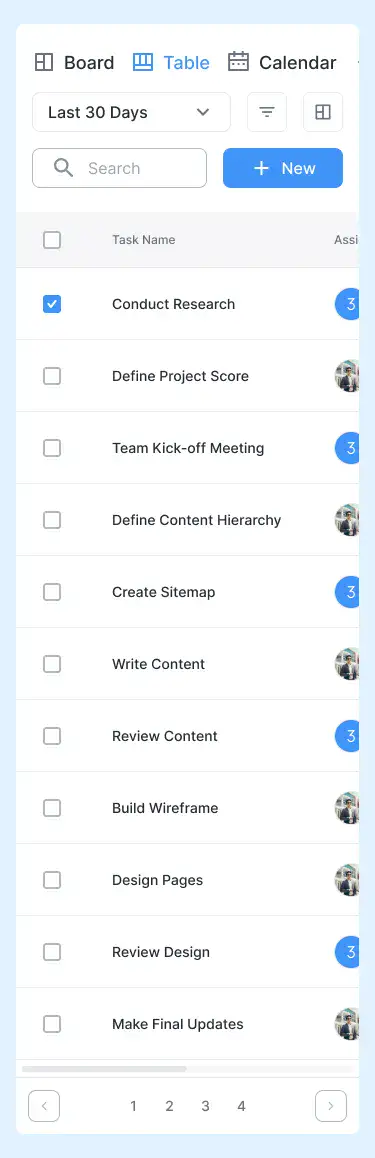 Board Table Calendar
Last 30 Days
Search + New
Task Name Assi
Conduct Research 3
Define Project Score
Team Kick-off Meeting 3
Define Content Hierarchy
Create Sitemap 3
Write Content
Review Content 3
Build Wireframe
Design Pages
Review Design 3
Make Final Updates
1 2 3 4